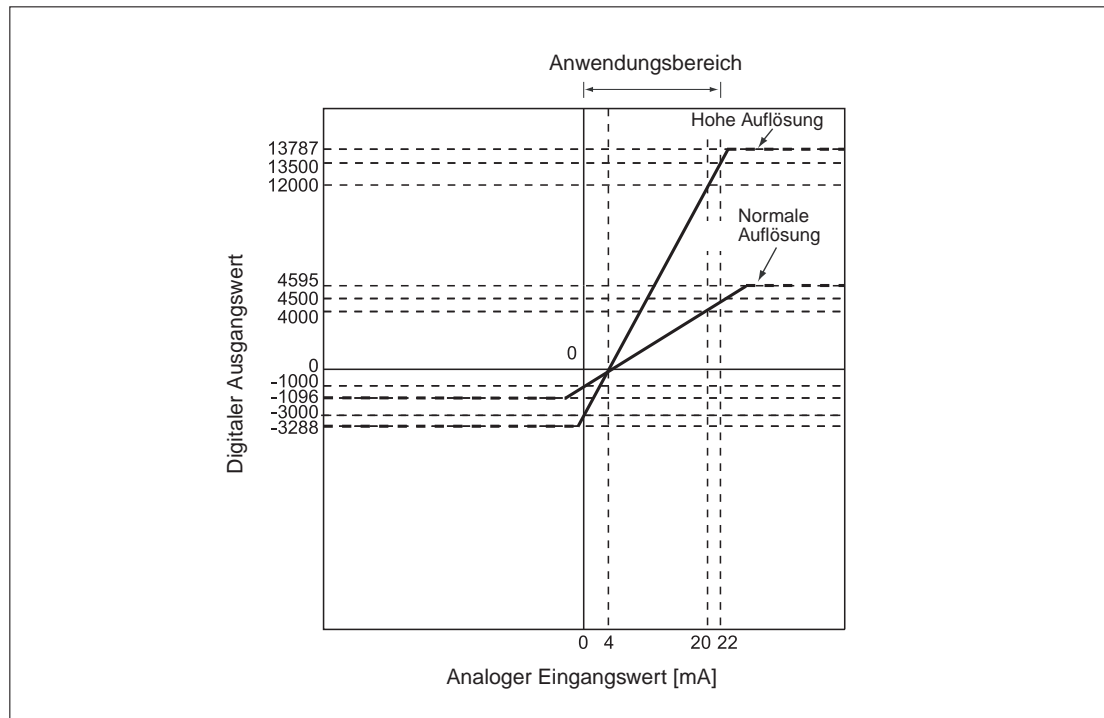 Anwendungsbereich
Hohe Auflösung
13787
13500
12000
Normale
Auflösung
4595
4500
4000
0
0
-1000
-1096
-3000
-3288
Digitaler Ausgangswert
0 4 20 22
Analoger Eingangswert [mA]